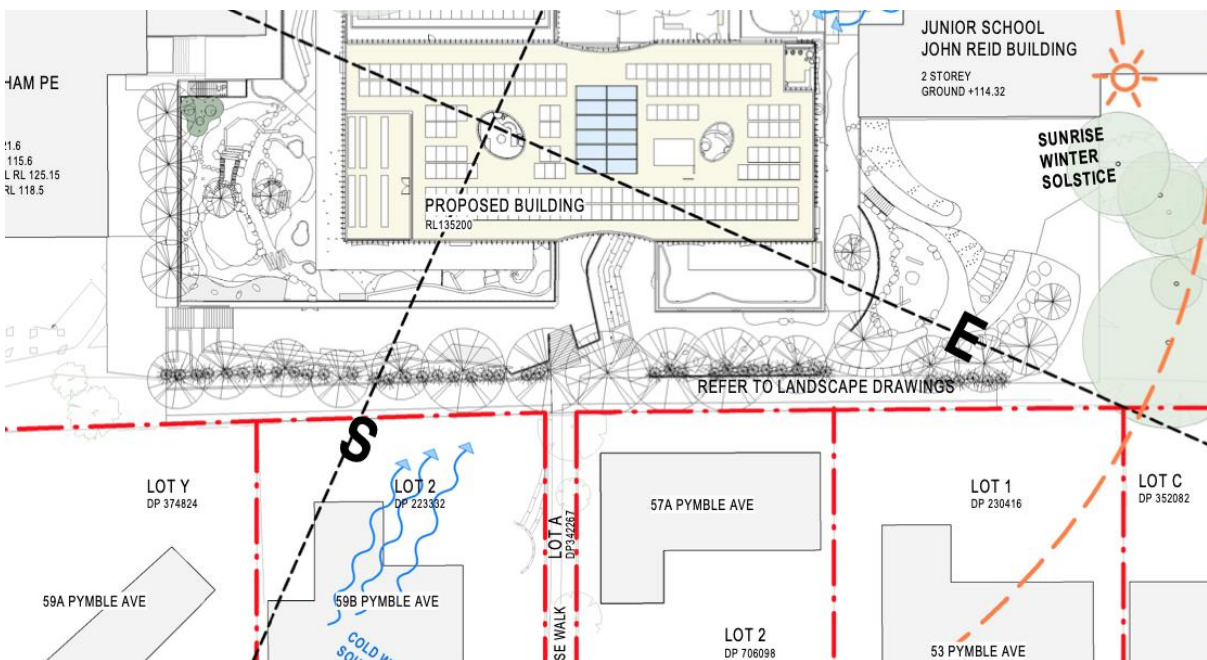 JUNIOR SCHOOL
JOHN REID BUILDING
2 STOREY
GROUND +114.32
HAM PE
21.6
115.6
L RL 125.15
RL 118.5
UP
SUNRISE
WINTER
SOLSTICE
PROPOSED BUILDING
RL135200
E
REFER TO LANDSCAPE DRAWINGS
S
LOT Y
DP 374824
LOT 2
DP 223332
LOT A
DP342267
57A PYMBLE AVE
LOT 1
DP 230416
LOT C
DP 352082
59A PYMBLE AVE
59B PYMBLE AVE
COLD W
SOU
SE WALK
LOT 2
DP 706098
53 PYMBLE AVE